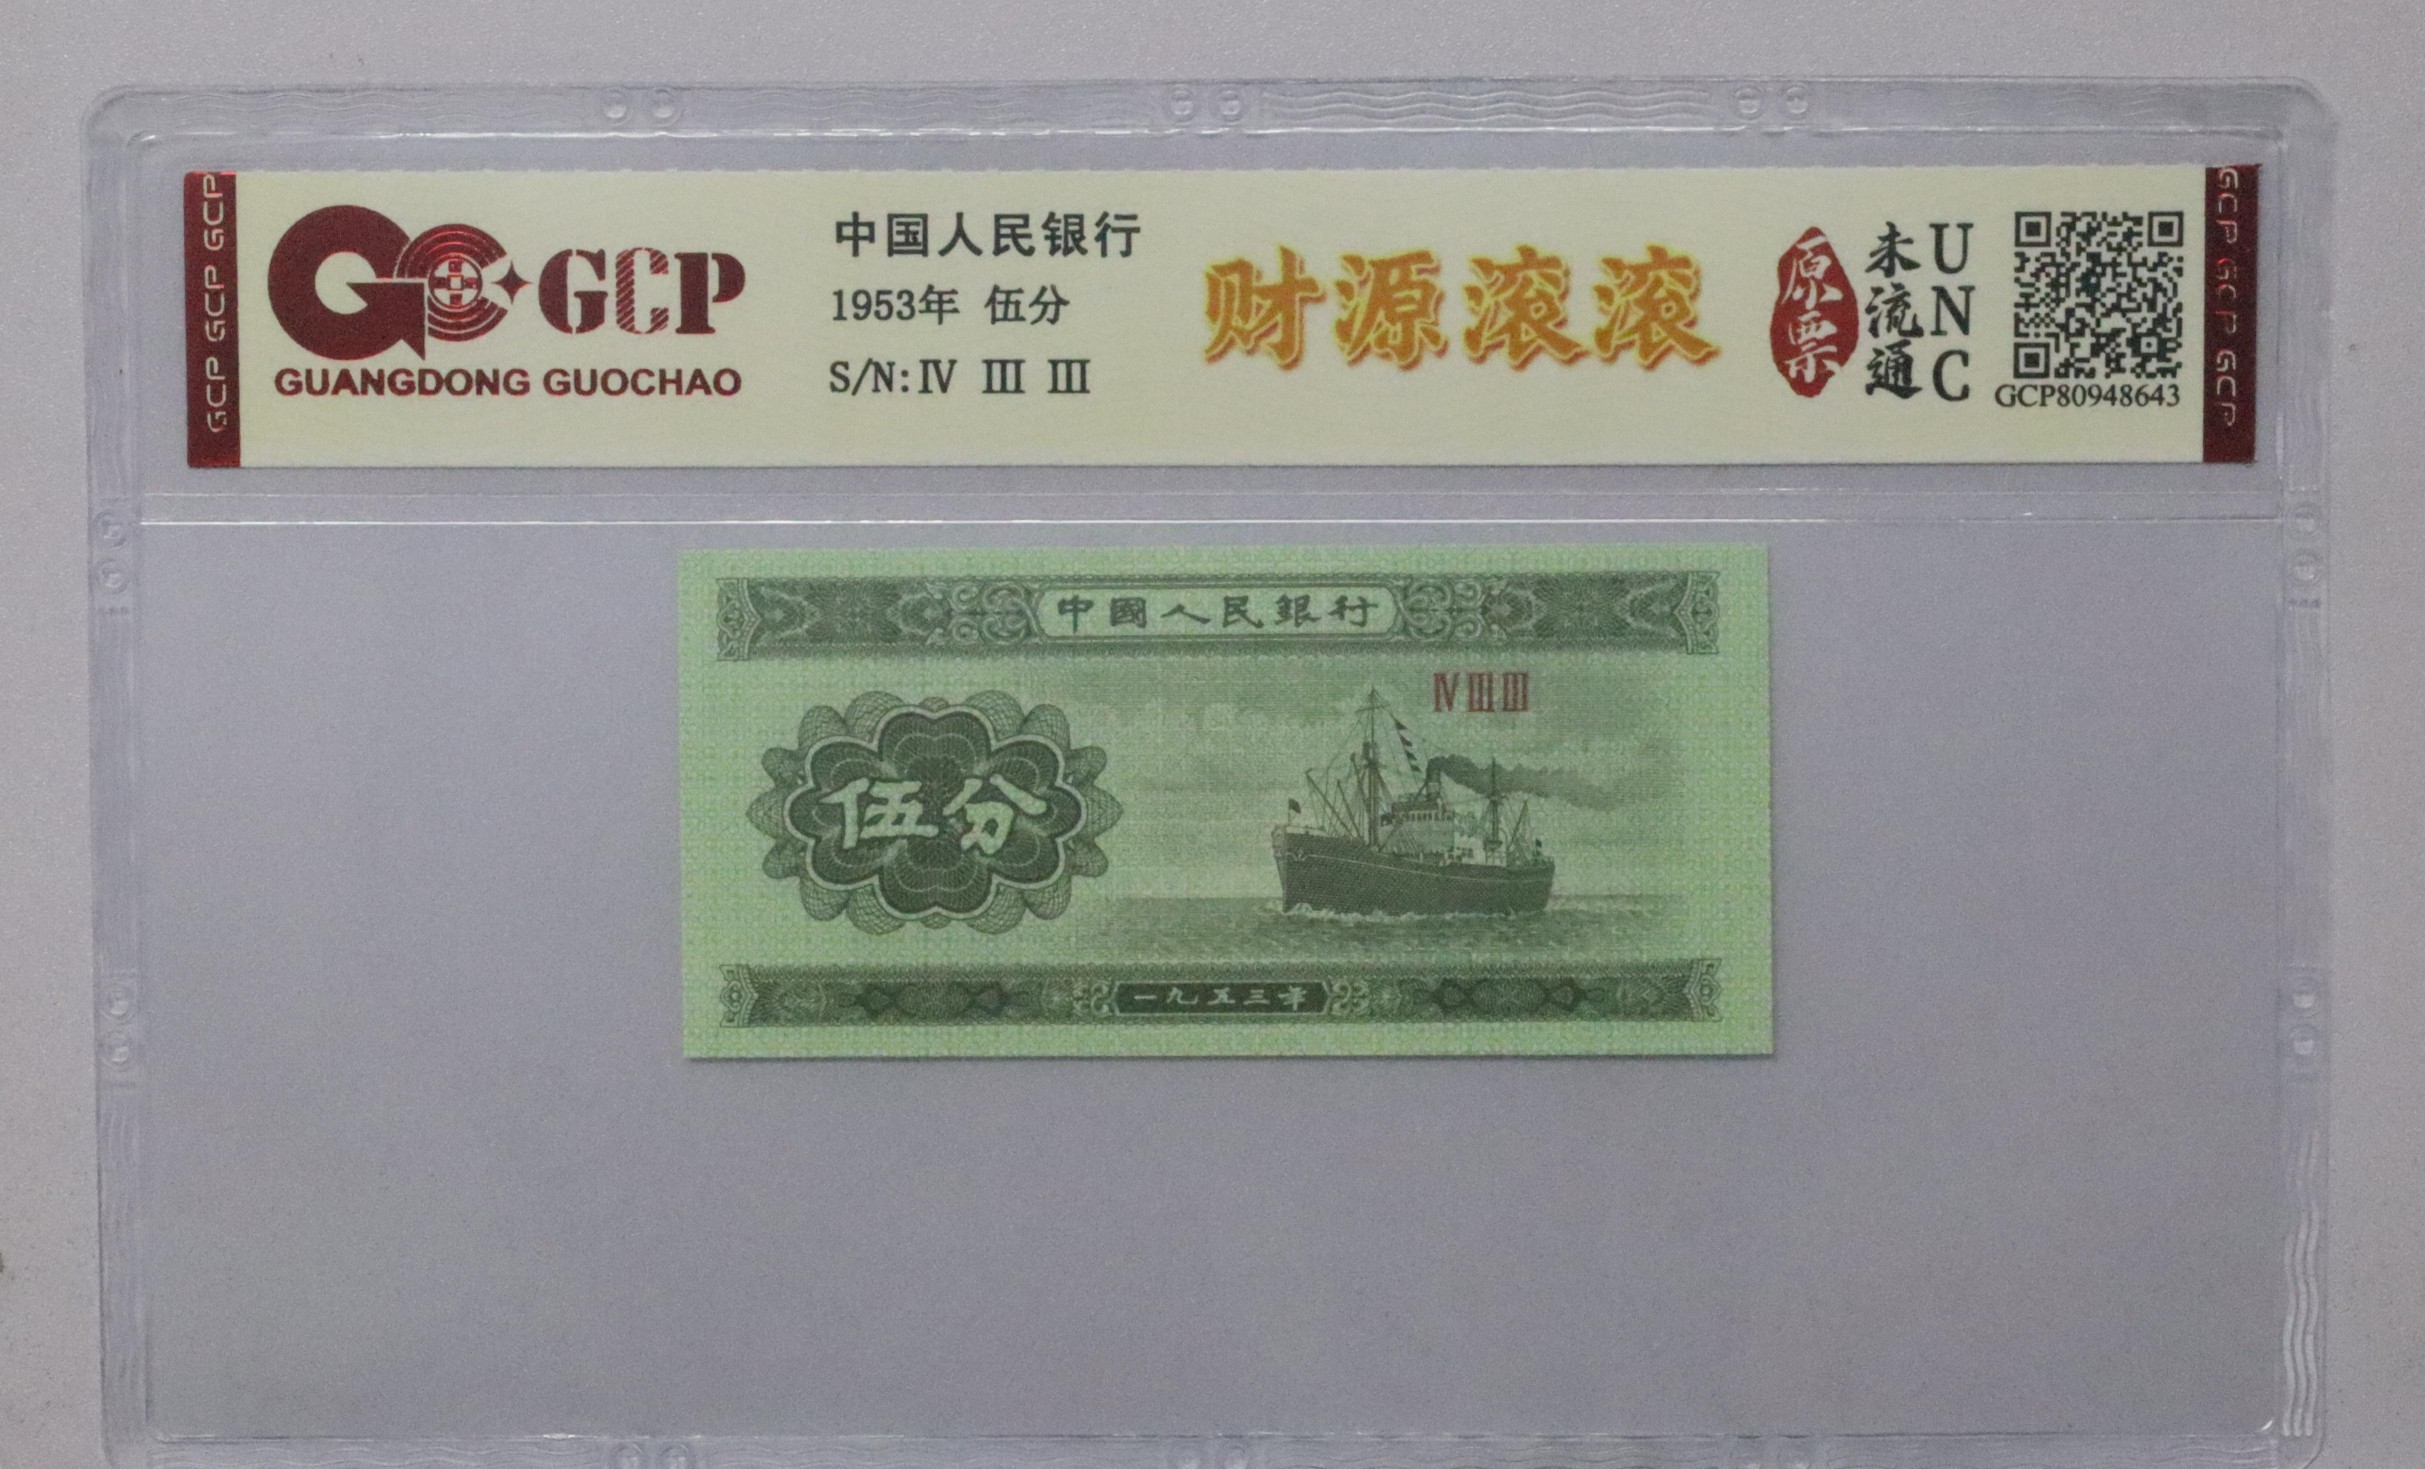 GCP GCP GCP
GCP
GUANGDONG GUOCHAO
中国人民银行
1953年 伍分
S/N: Ⅳ Ⅲ Ⅲ
财源滚滚
原票
未流通
UNC
GCP80948643
GCP GCP GCP
中國人民銀行
ⅣⅢⅢ
伍分
一九五三年